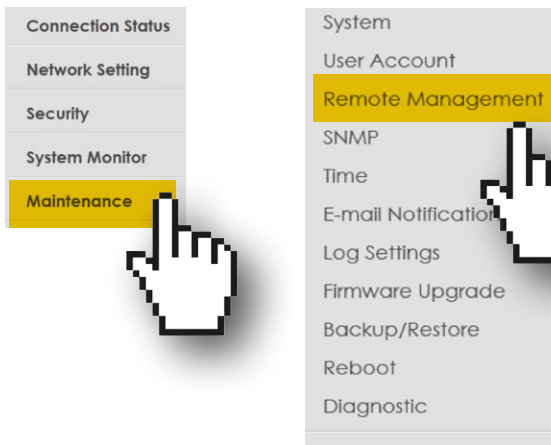 Connection Status
Network Setting
Security
System Monitor
Maintenance
System
User Account
Remote Management
SNMP
Time
E-mail Notification
Log Settings
Firmware Upgrade
Backup/Restore
Reboot
Diagnostic